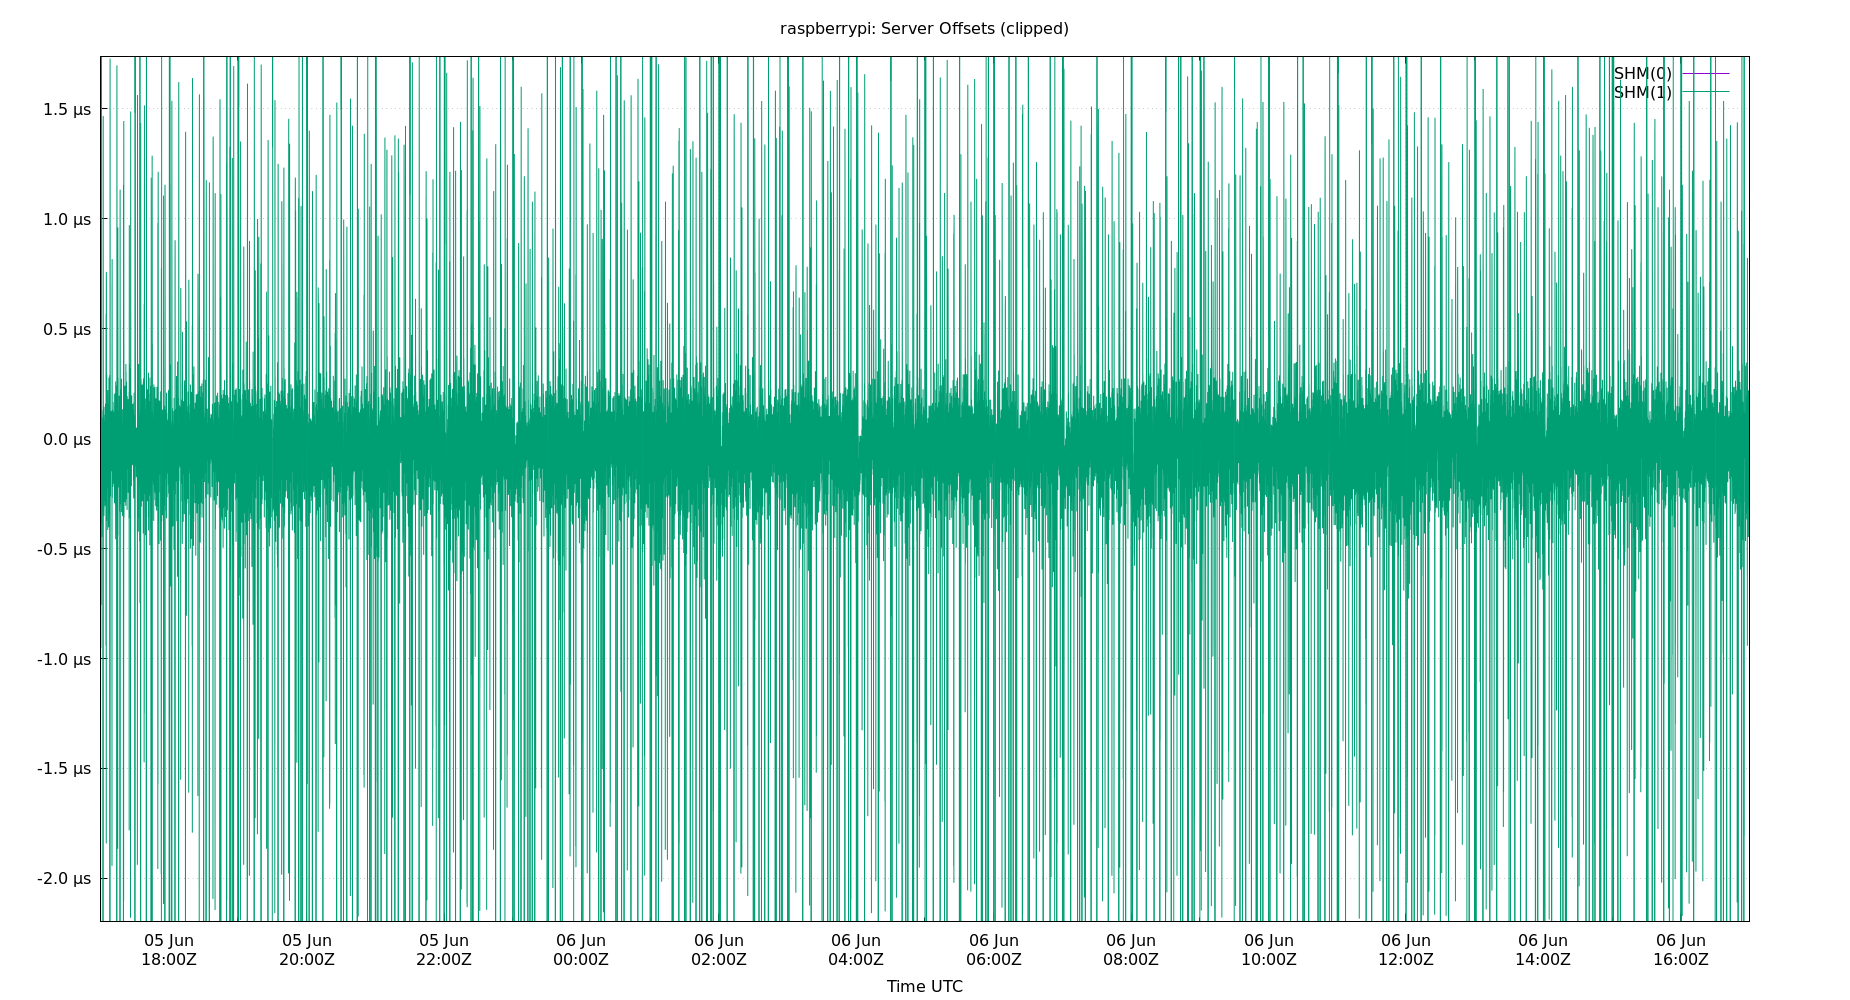 raspberrypi: Server Offsets (clipped)
SHM(0)
SHM(1)
1.5 µs
1.0 µs
0.5 µs
0.0 µs
-0.5 µs
-1.0 µs
-1.5 µs
-2.0 µs
05 Jun 05 Jun 05 Jun 06 Jun 06 Jun 06 Jun 06 Jun 06 Jun 06 Jun 06 Jun 06 Jun 06 Jun
18:00Z 20:00Z 22:00Z 00:00Z 02:00Z 04:00Z 06:00Z 08:00Z 10:00Z 12:00Z 14:00Z 16:00Z
Time UTC